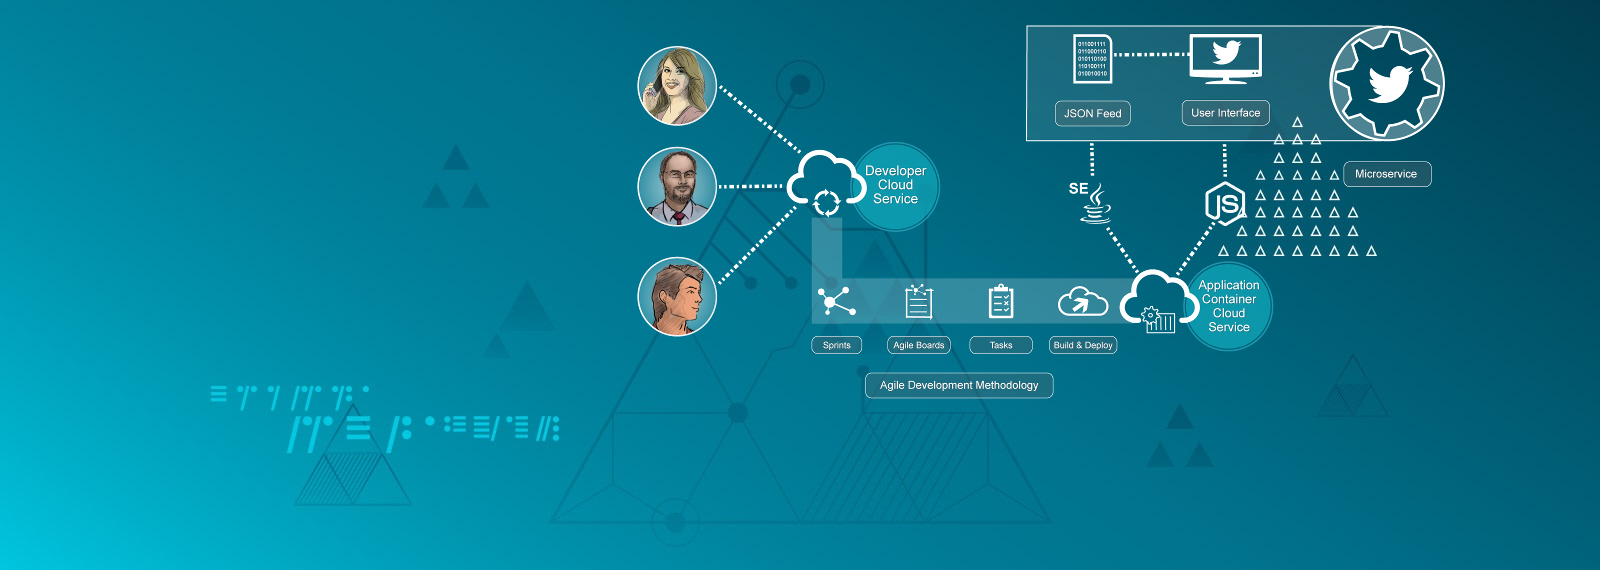 011001111
011000110
010110100
110100111
010010010
JSON Feed
User Interface
Microservice
SE
JS
Developer
Cloud
Service
Application
Container
Cloud
Service
Sprints
Agile Boards
Tasks
Build & Deploy
Agile Development Methodology